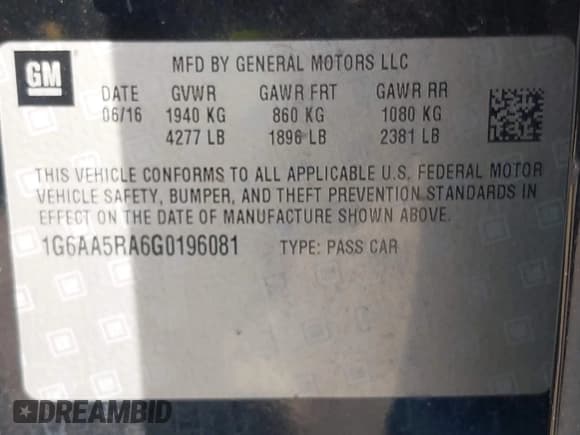 GM
MFD BY GENERAL MOTORS LLC
DATE GVWR GAWR FRT GAWR RR
06/16 1940 KG 860 KG 1080 KG
4277 LB 1896 LB 2381 LB
THIS VEHICLE CONFORMS TO ALL APPLICABLE U.S. FEDERAL MOTOR
VEHICLE SAFETY, BUMPER, AND THEFT PREVENTION STANDARDS IN
EFFECT ON THE DATE OF MANUFACTURE SHOWN ABOVE.
1G6AA5RA6G0196081 TYPE: PASS CAR
DREAMBID